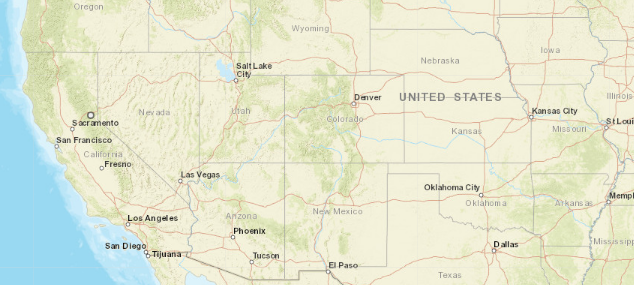 Oregon
Wyoming
Iowa
Nebraska
Salt Lake
City
Denver
UNITED STATES
Illinois
Nevada
Utah
Colorado
Kansas City
Sacramento
St Loui
Missouri
Kansas
San Francisco
California
Fresno
Las Vegas
Oklahoma City
Oklahoma
Arkansas
Memp
Los Angeles
Arizona
New Mexico
Phoenix
San Diego
Tijuana
Tucson
Dallas
Mississippi
El Paso
Texas